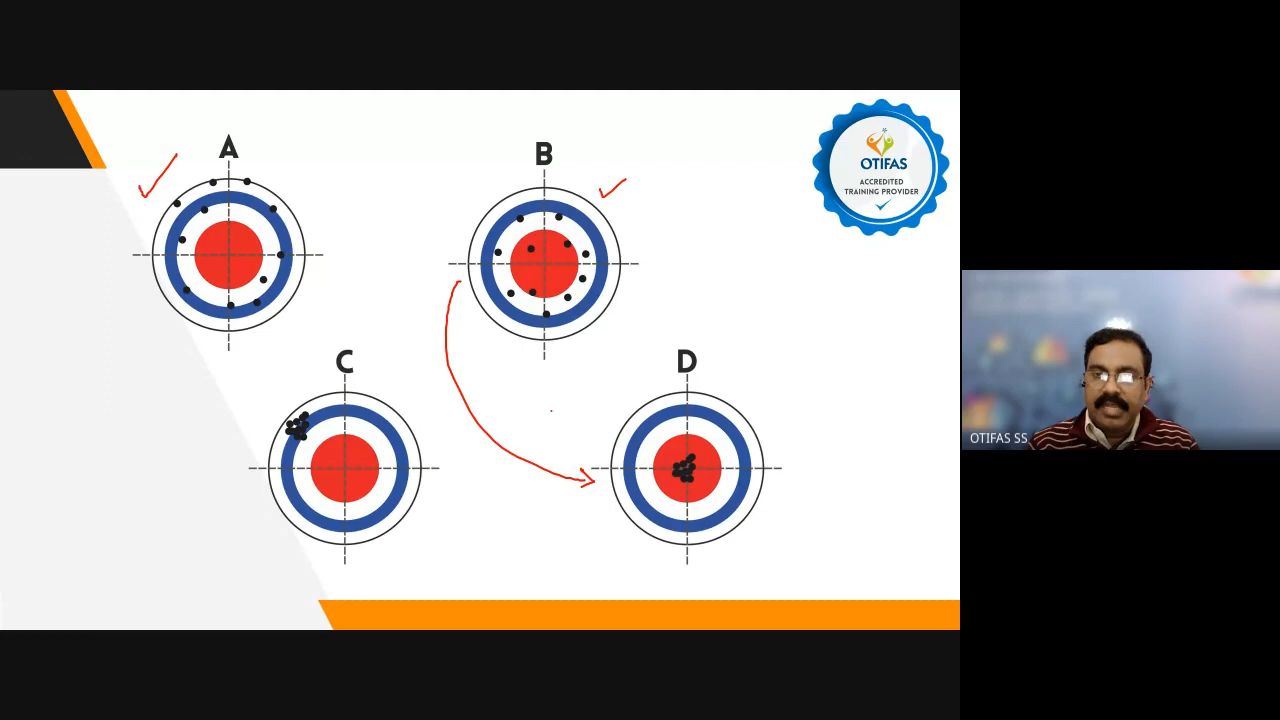 A
B
OTIFAS
ACCREDITED
TRAINING PROVIDER
C
D
OTIFAS SS